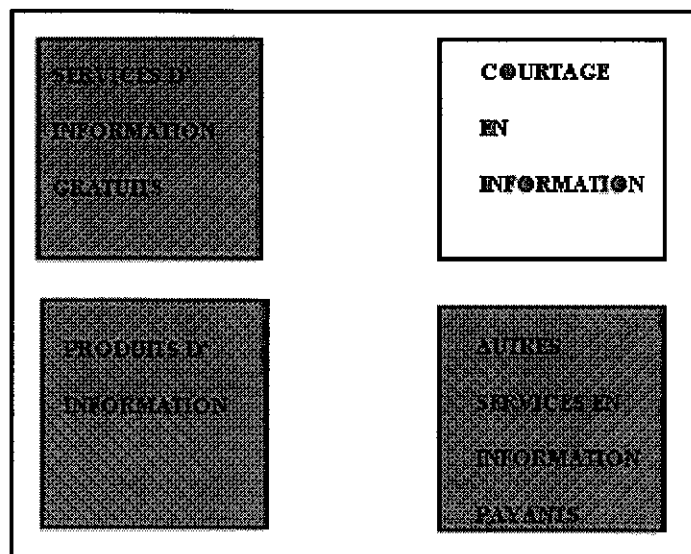 SERVICES D'
INFORMATION
GRATUITS
COURTAGE
EN
INFORMATION
PRODUITS D'
INFORMATION
AUTRES
SERVICES EN
INFORMATION
PAYANTS